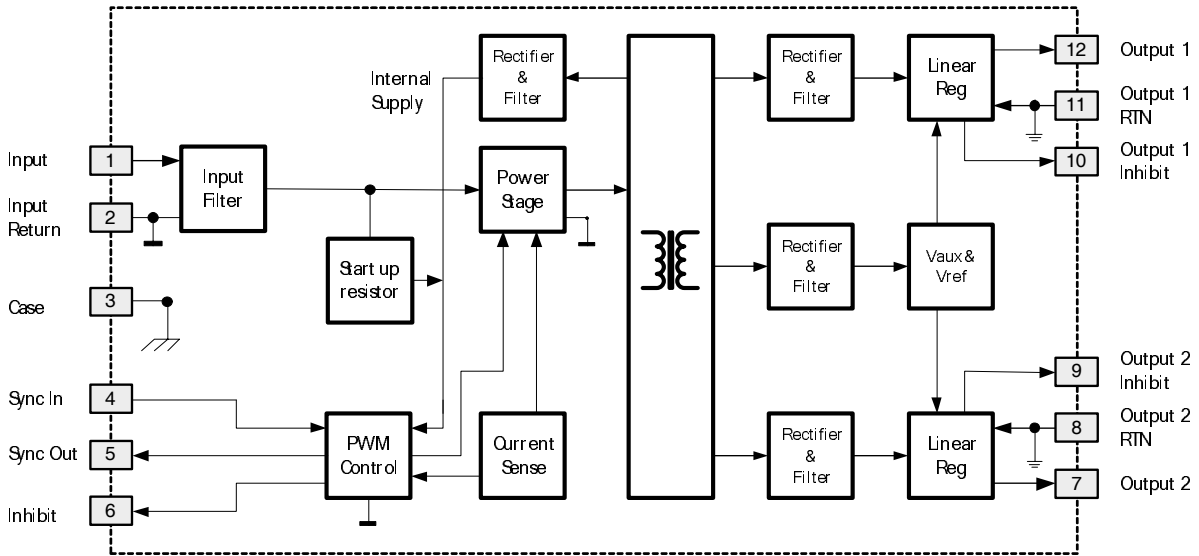 Input
1
Input
Return
2
Case
3
Sync In
4
Sync Out
5
Inhibit
6
Input
Filter
Start up
resistor
Internal
Supply
Rectifier
&
Filter
Power
Stage
PWM
Control
Current
Sense
Rectifier
&
Filter
Rectifier
&
Filter
Rectifier
&
Filter
Linear
Reg
Vaux &
Vref
Linear
Reg
12
Output 1
11
Output 1
RTN
10
Output 1
Inhibit
9
Output 2
Inhibit
8
Output 2
RTN
7
Output 2